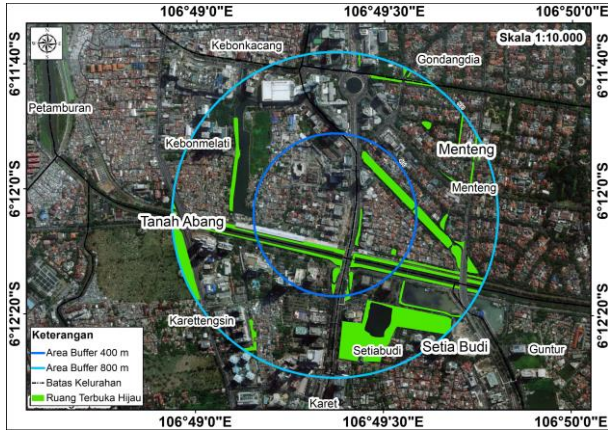 106°49'0"E 106°49'30"E 106°50'0"E
Skala 1:10.000
Kebonkacang
Gondangdia
6°11'40"S 6°11'40"S
Petamburan
Kebonmelati
Menteng
Menteng
6°12'0"S 6°12'0"S
Tanah Abang
6°12'20"S 6°12'20"S
Karettengsin
Setiabudi
Setia Budi
Guntur
Karet
Keterangan
Area Buffer 400 m
Area Buffer 800 m
Batas Kelurahan
Ruang Terbuka Hijau
106°49'0"E 106°49'30"E 106°50'0"E